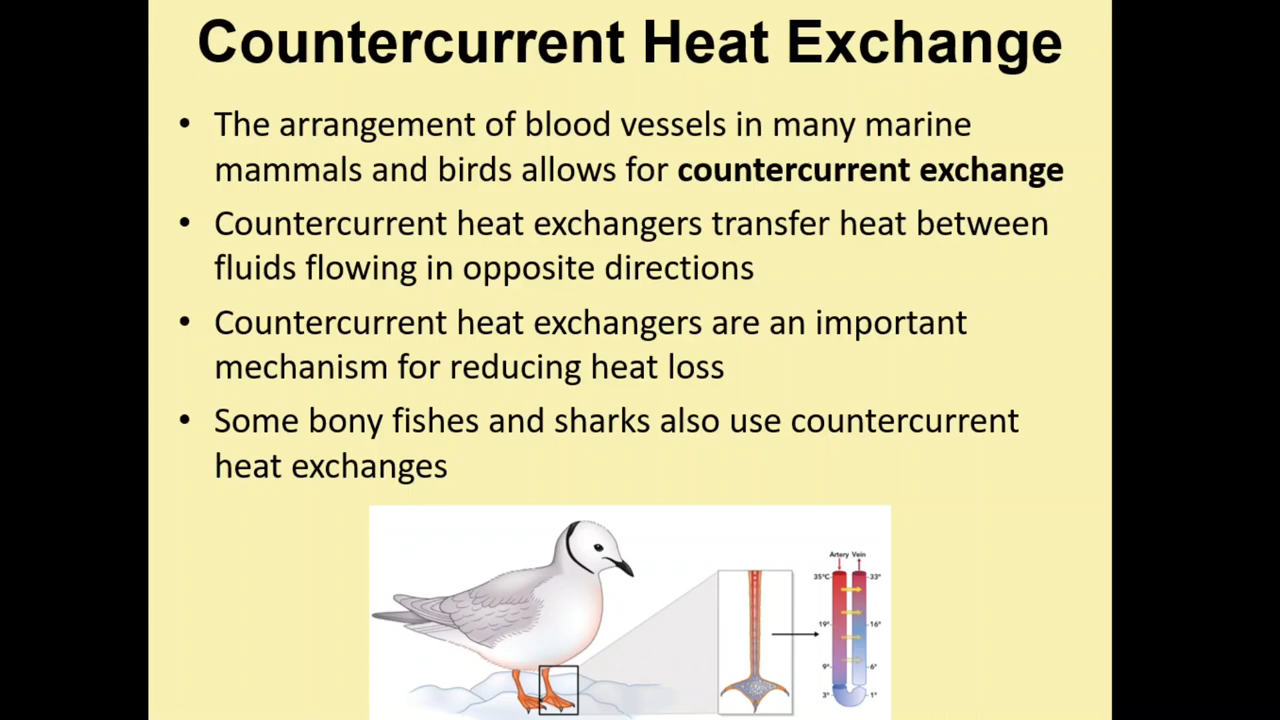 Countercurrent Heat Exchange
• The arrangement of blood vessels in many marine
mammals and birds allows for countercurrent exchange
• Countercurrent heat exchangers transfer heat between
fluids flowing in opposite directions
• Countercurrent heat exchangers are an important
mechanism for reducing heat loss
• Some bony fishes and sharks also use countercurrent
heat exchanges
Artery Vein
35°C 33°
19° 16°
9° 6°
3° 1°